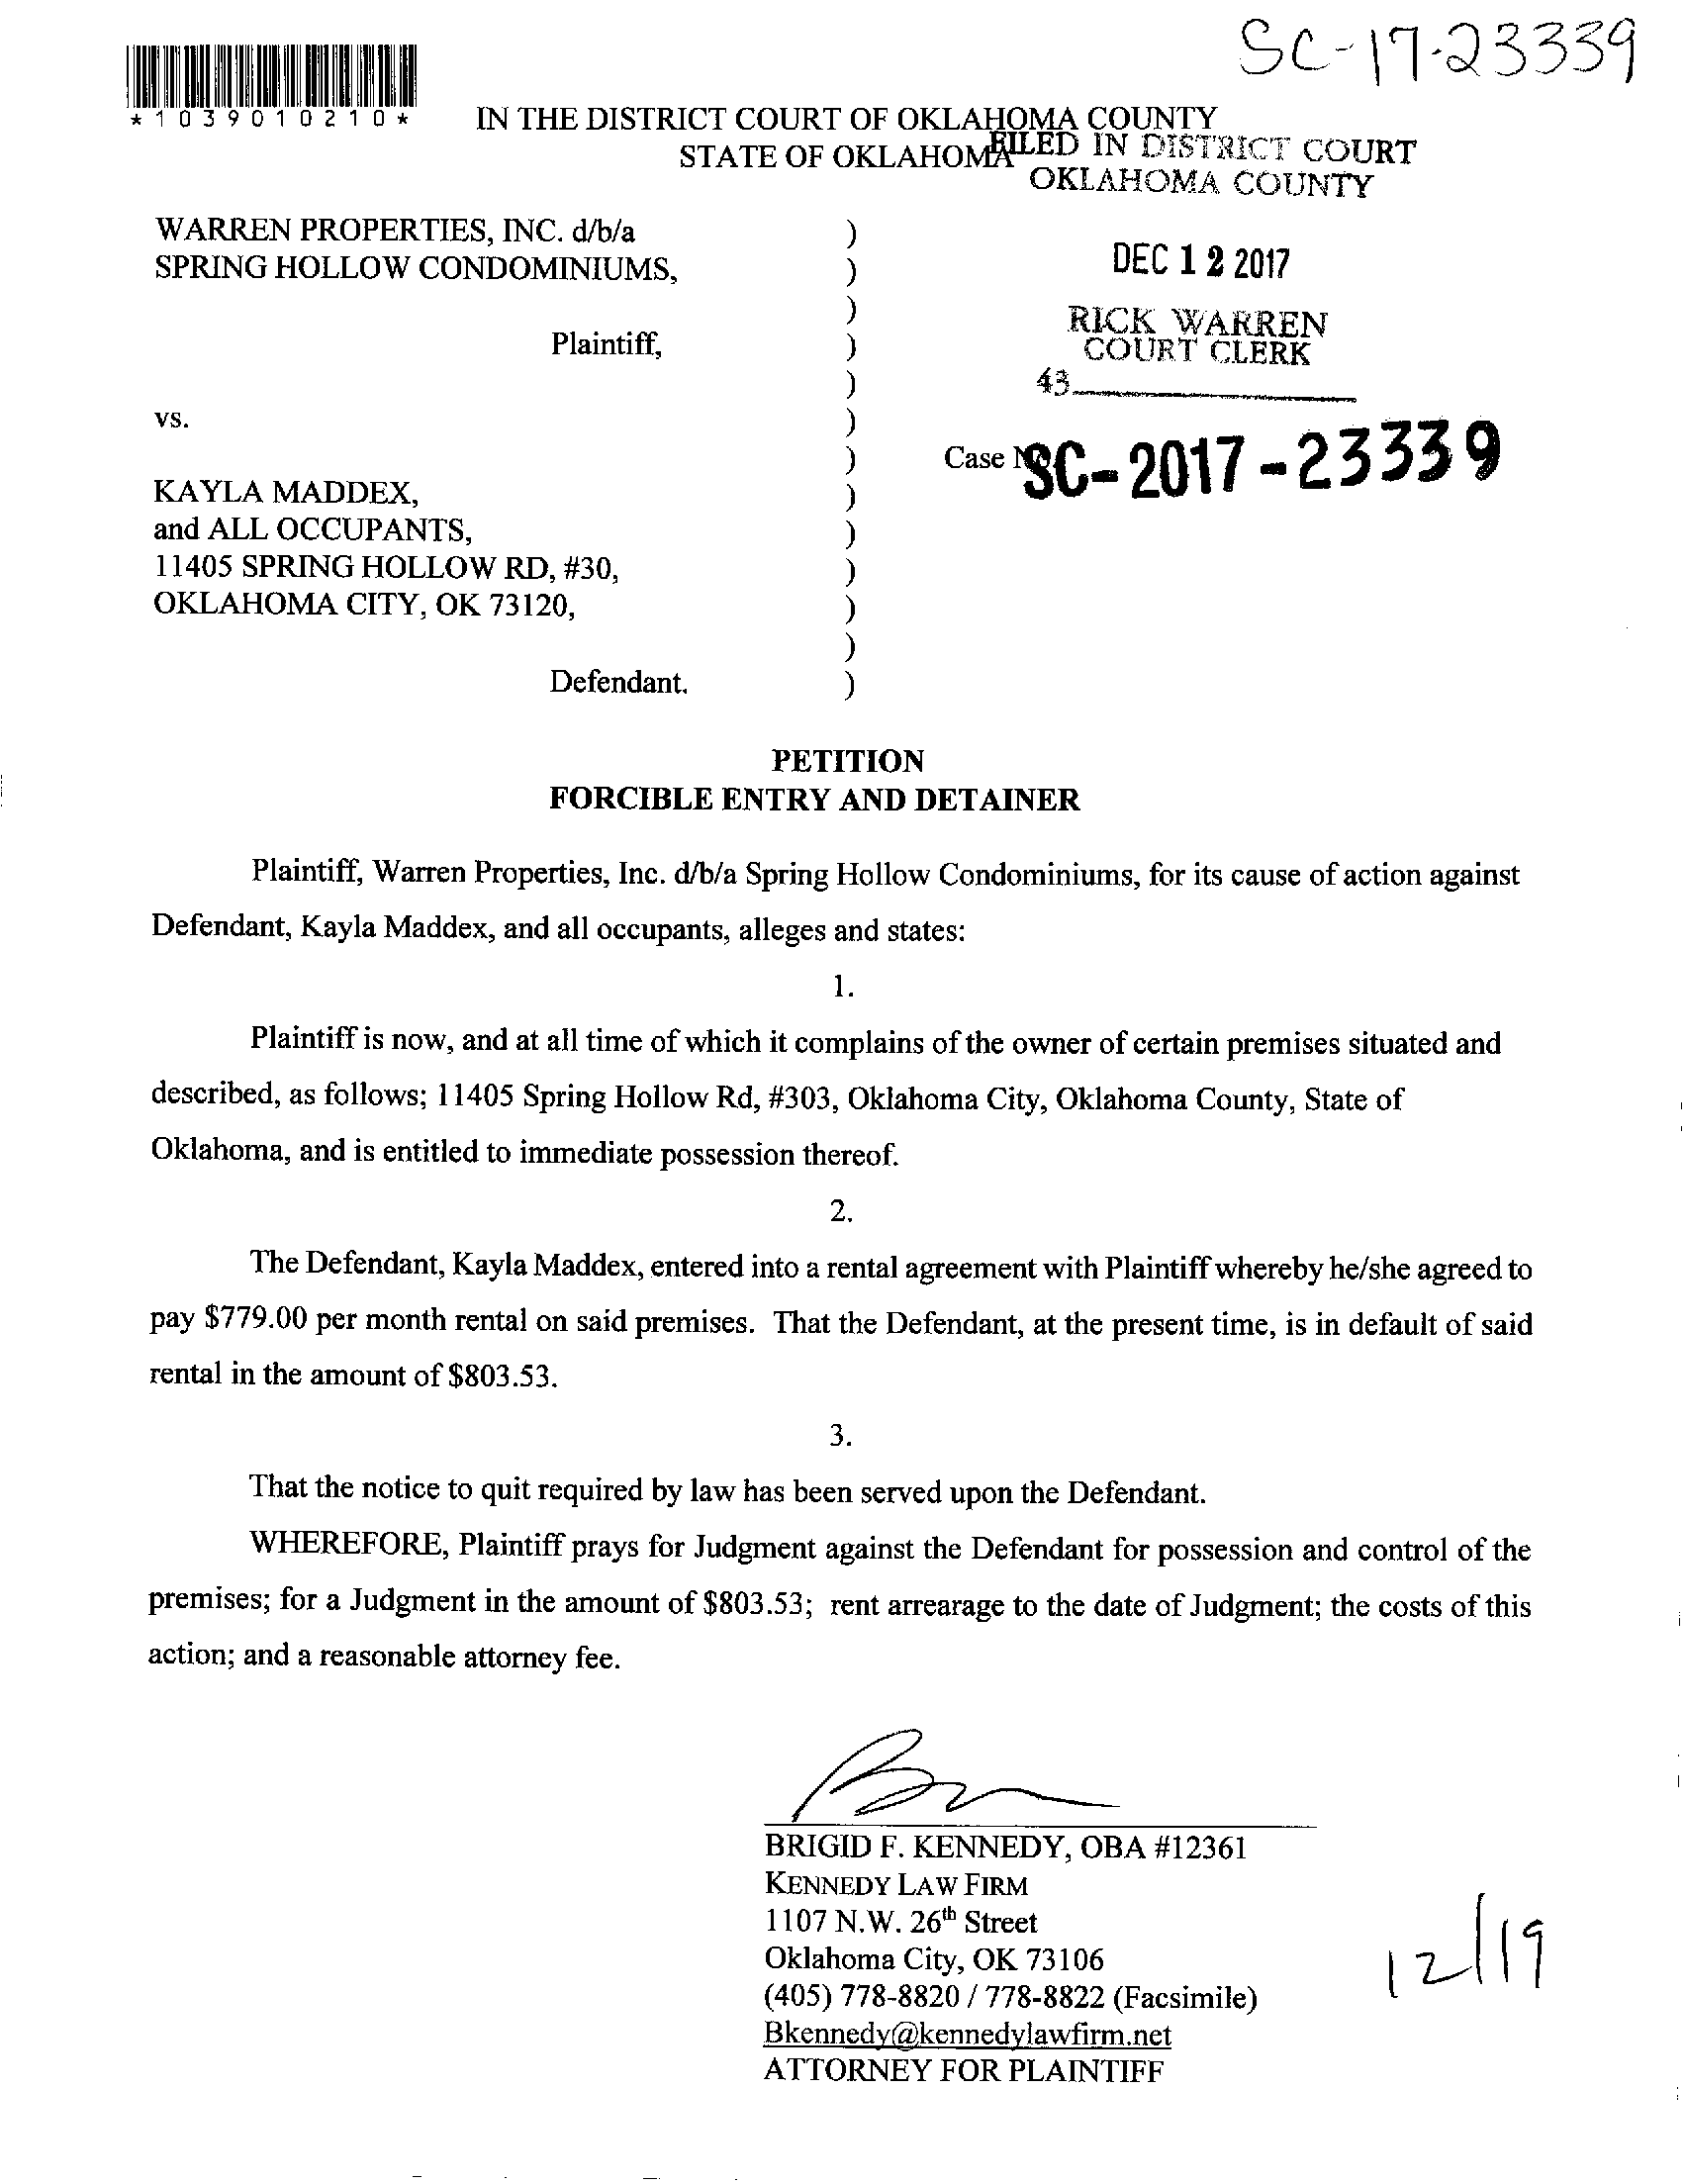 SC-17-23339
*1039010210*
IN THE DISTRICT COURT OF OKLAHOMA COUNTY
STATE OF OKLAHOMA
FILED IN DISTRICT COURT
OKLAHOMA COUNTY
WARREN PROPERTIES, INC. d/b/a )
SPRING HOLLOW CONDOMINIUMS, )
DEC 12 2017
)
Plaintiff, )
RICK WARREN
COURT CLERK
)
43
vs. )
Case No. SC-2017-23339
)
KAYLA MADDEX, )
and ALL OCCUPANTS, )
11405 SPRING HOLLOW RD, #30, )
OKLAHOMA CITY, OK 73120, )
)
Defendant. )
PETITION
FORCIBLE ENTRY AND DETAINER
Plaintiff, Warren Properties, Inc. d/b/a Spring Hollow Condominiums, for its cause of action against
Defendant, Kayla Maddex, and all occupants, alleges and states:
1.
Plaintiff is now, and at all time of which it complains of the owner of certain premises situated and
described, as follows; 11405 Spring Hollow Rd, #303, Oklahoma City, Oklahoma County, State of
Oklahoma, and is entitled to immediate possession thereof.
2.
The Defendant, Kayla Maddex, entered into a rental agreement with Plaintiff whereby he/she agreed to
pay $779.00 per month rental on said premises. That the Defendant, at the present time, is in default of said
rental in the amount of $803.53.
3.
That the notice to quit required by law has been served upon the Defendant.
WHEREFORE, Plaintiff prays for Judgment against the Defendant for possession and control of the
premises; for a Judgment in the amount of $803.53; rent arrearage to the date of Judgment; the costs of this
action; and a reasonable attorney fee.
BRIGID F. KENNEDY, OBA #12361
KENNEDY LAW FIRM
1107 N.W. 26th Street
Oklahoma City, OK 73106
(405) 778-8820 / 778-8822 (Facsimile)
Bkennedy@kennedylawfirm.net
ATTORNEY FOR PLAINTIFF
12/19